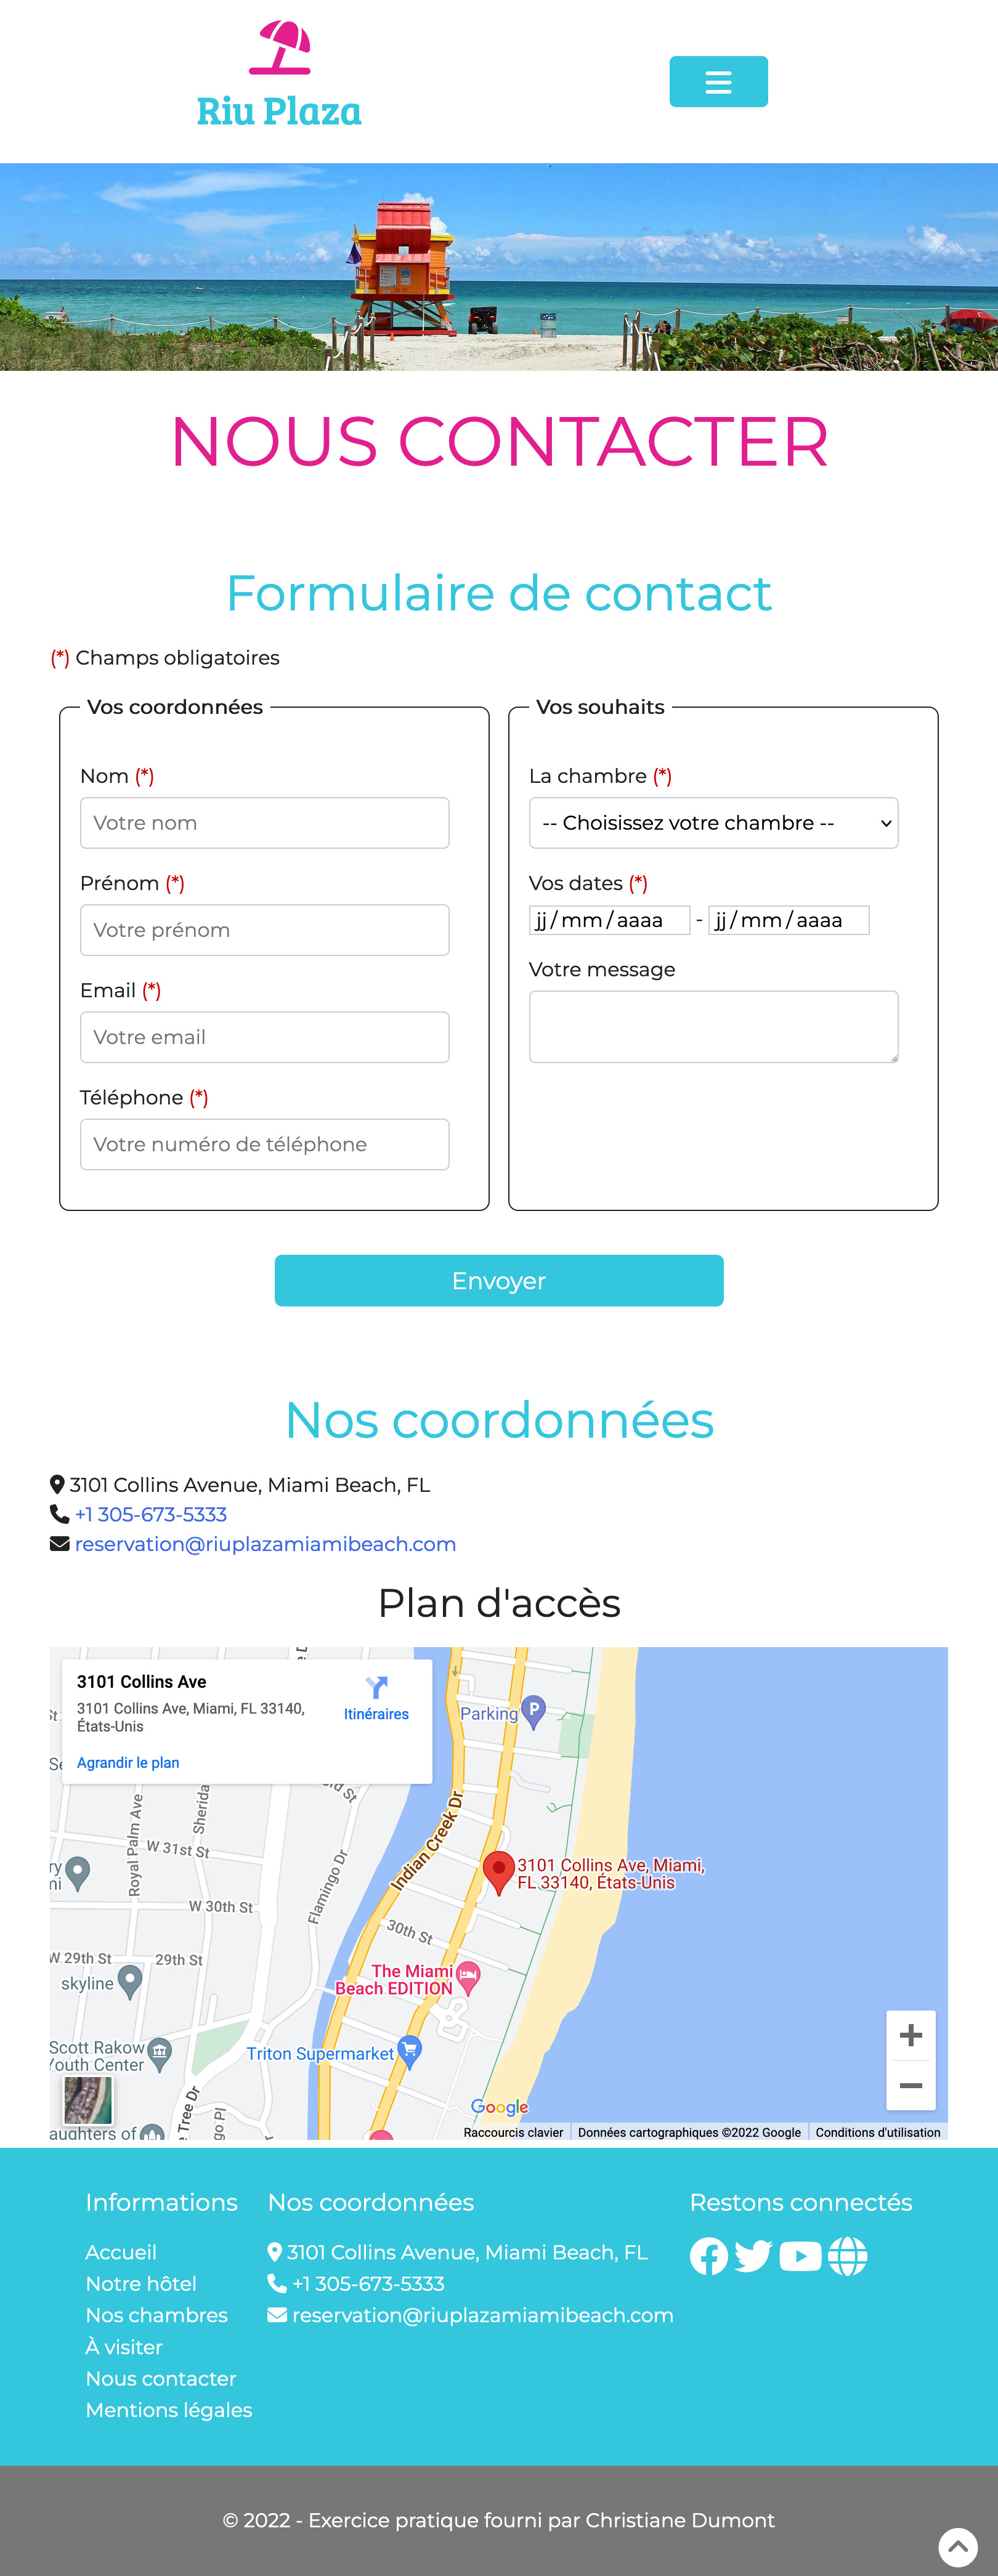 Riu Plaza
NOUS CONTACTER
Formulaire de contact
(*) Champs obligatoires
Vos coordonnées
Nom (*)
Votre nom
Prénom (*)
Votre prénom
Email (*)
Votre email
Téléphone (*)
Votre numéro de téléphone
Vos souhaits
La chambre (*)
-- Choisissez votre chambre --
Vos dates (*)
jj/mm/aaaa - jj/mm/aaaa
Votre message
Envoyer
Nos coordonnées
3101 Collins Avenue, Miami Beach, FL
+1 305-673-5333
reservation@riuplazamiamibeach.com
Plan d'accès
3101 Collins Ave
3101 Collins Ave, Miami, FL 33140,
États-Unis
Itinéraires
Agrandir le plan
Parking
P
Sherida
Royal Palm Ave
W 31st St
Indian Creek Dr
Flamingo Dr
3101 Collins Ave, Miami,
FL 33140, États-Unis
W 30th St
30th St
W 29th St
29th St
skyline
The Miami
Beach EDITION
Scott Rakow
Youth Center
Triton Supermarket
Tree Dr
go Pl
aughters of
Google
Raccourcis clavier
Données cartographiques ©2022 Google
Conditions d'utilisation
Informations
Accueil
Notre hôtel
Nos chambres
À visiter
Nous contacter
Mentions légales
Nos coordonnées
3101 Collins Avenue, Miami Beach, FL
+1 305-673-5333
reservation@riuplazamiamibeach.com
Restons connectés
© 2022 - Exercice pratique fourni par Christiane Dumont